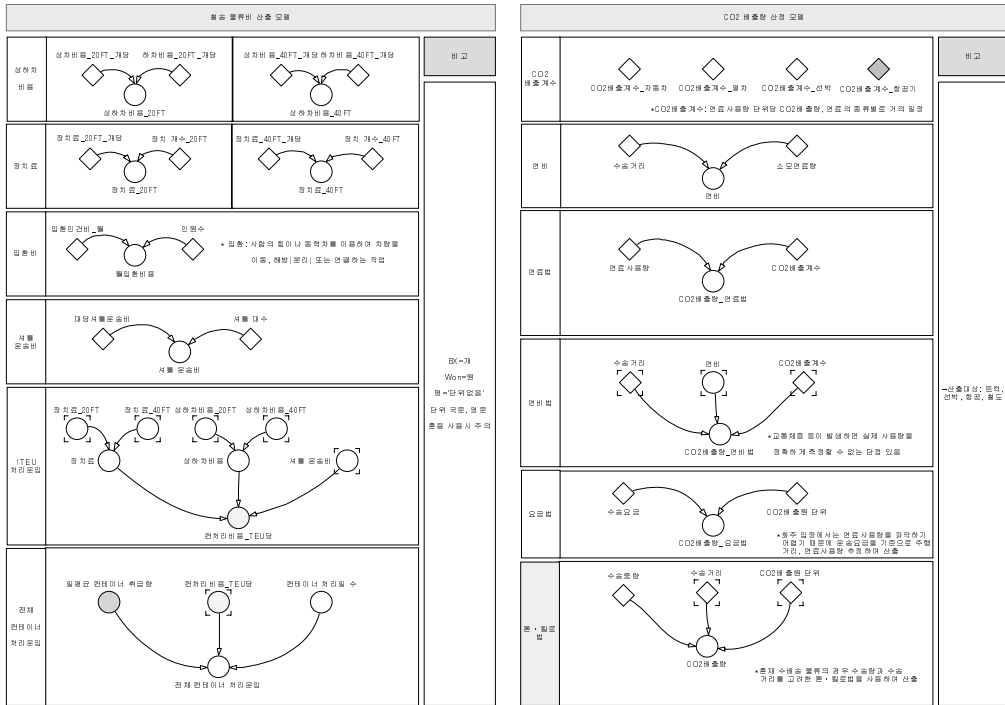 철송 물류비 산출 모델
상하차
비용
상차비용_20FT_개당
하차비용_20FT_개당
상하차비용_20FT
상차비용_40FT_개당
하차비용_40FT_개당
상하차비용_40FT
비고
장치료
장치료_20FT_개당
장치 개수_20FT
장치료_20FT
장치료_40FT_개당
장치 개수_40FT
장치료_40FT
입환비
입환인건비_월
인원수
월입환비용
* 입환: 사람의 힘이나 동력차를 이용하여 차량을
이동, 해방(분리) 또는 연결하는 작업
셔틀
운송비
대당셔틀운송비
셔틀 대수
셔틀 운송비
BX=개
Won=원
명='단위없음'
단위 국문, 영문
혼용 사용시 주의
1TEU
처리운임
장치료_20FT
장치료_40FT
상하차비용_20FT
상하차비용_40FT
장치료
상하차비용
셔틀 운송비
컨처리비용_TEU당
전체
컨테이너
처리운임
일평균 컨테이너 취급량
컨처리비용_TEU당
컨테이너 처리일 수
전체 컨테이너 처리운임
CO2 배출량 산정 모델
CO2
배출계수
CO2배출계수_자동차
CO2배출계수_열차
CO2배출계수_선박
CO2배출계수_항공기
*CO2배출계수: 연료사용량 단위당 CO2배출량, 연료의 종류별로 거의 일정
비고
연비
수송거리
소모연료량
연비
연료법
연료사용량
CO2배출계수
CO2배출량_연료법
연비법
수송거리
연비
CO2배출계수
CO2배출량_연비법
*교통체증 등이 발생하면 실제 사용량을
정확하게 측정할 수 없는 단점 있음
-산출대상: 트럭,
선박, 항공, 철도
요금법
수송요금
CO2배출원 단위
CO2배출량_요금법
*화주 입장에서는 연료사용량을 파악하기
어렵기 때문에 운송요금을 기준으로 주행
거리, 연료사용량 추정하여 산출
톤·킬로
법
수송중량
수송거리
CO2배출원 단위
CO2배출량
*혼재 수배송 물류의 경우 수송량과 수송
거리를 고려한 톤·킬로법을 사용하여 산출